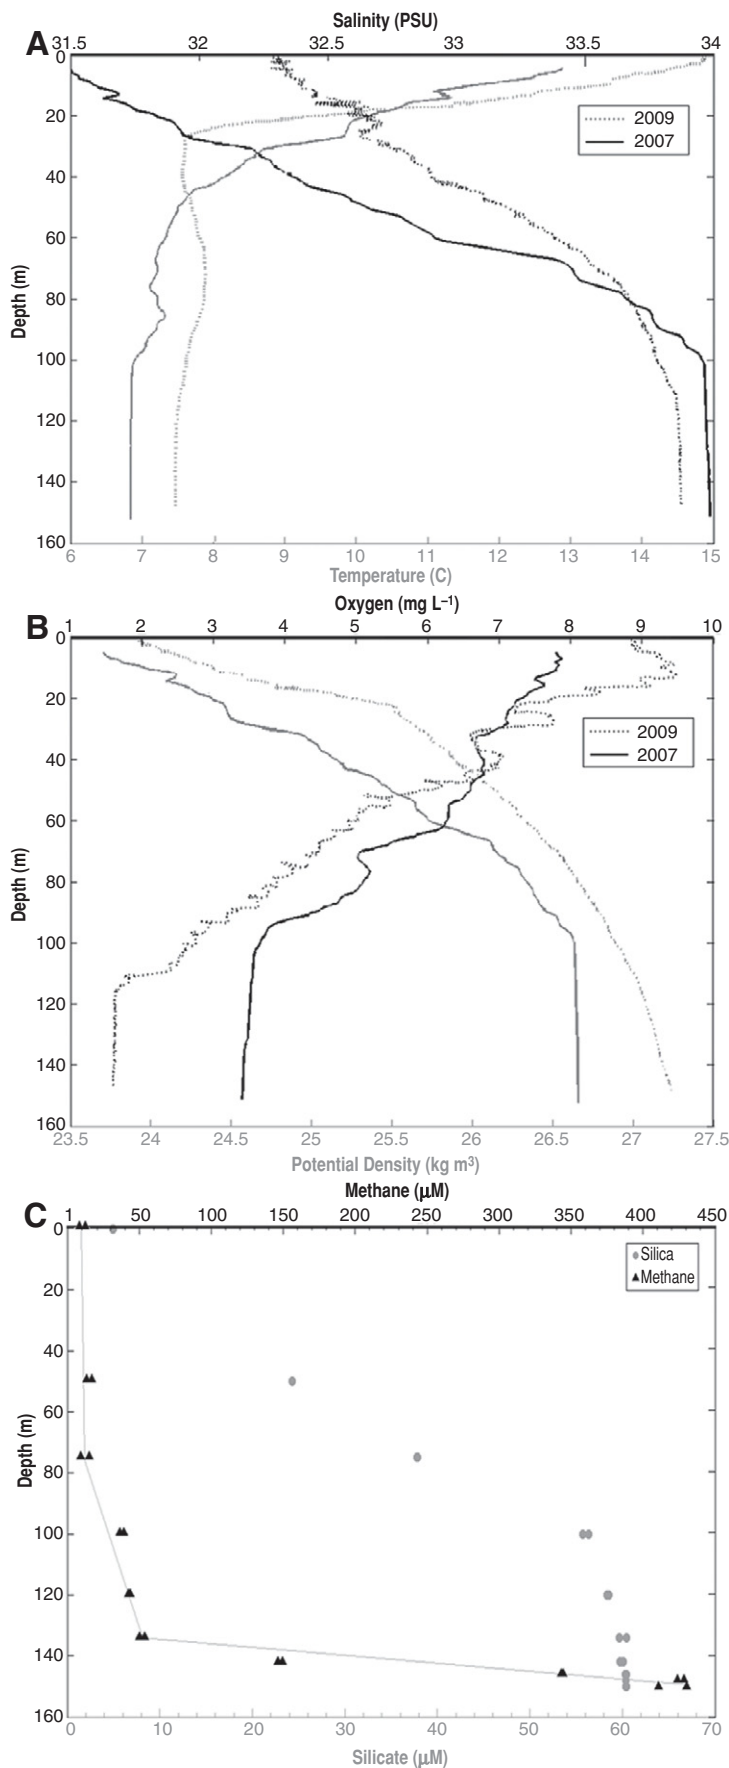 Salinity (PSU)
A
31.5 32 32.5 33 33.5 34
0
20
40
60
80
100
120
140
160
Depth (m)
2009
2007
6 7 8 9 10 11 12 13 14 15
Temperature (C)
Oxygen (mg L–1)
B
1 2 3 4 5 6 7 8 9 10
0
20
40
60
80
100
120
140
160
Depth (m)
2009
2007
23.5 24 24.5 25 25.5 26 26.5 27 27.5
Potential Density (kg m3)
Methane (µM)
C
1 50 100 150 200 250 300 350 400 450
0
20
40
60
80
100
120
140
160
Depth (m)
Silica
Methane
0 10 20 30 40 50 60 70
Silicate (µM)